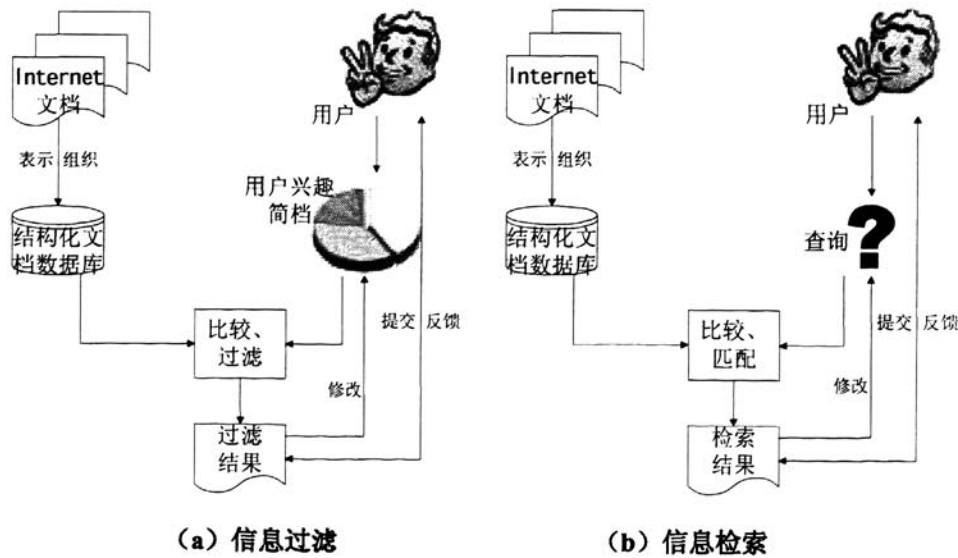 Internet
文档
用户
表示 组织
用户兴趣
简档
结构化文
档数据库
提交 反馈
比较、
过滤
修改
过滤
结果
(a) 信息过滤
Internet
文档
用户
表示 组织
查询
?
结构化文
档数据库
提交 反馈
比较、
匹配
修改
检索
结果
(b) 信息检索